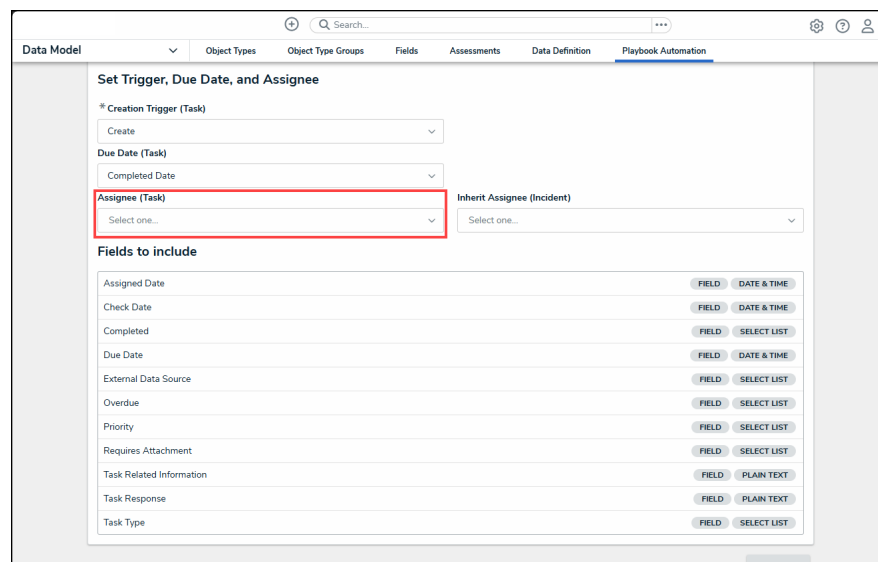 Search...
Data Model Object Types Object Type Groups Fields Assessments Data Definition Playbook Automation
Set Trigger, Due Date, and Assignee
* Creation Trigger (Task)
Create
Due Date (Task)
Completed Date
Assignee (Task) Inherit Assignee (Incident)
Select one... Select one...
Fields to include
Assigned Date FIELD DATE & TIME
Check Date FIELD DATE & TIME
Completed FIELD SELECT LIST
Due Date FIELD DATE & TIME
External Data Source FIELD SELECT LIST
Overdue FIELD SELECT LIST
Priority FIELD SELECT LIST
Requires Attachment FIELD SELECT LIST
Task Related Information FIELD PLAIN TEXT
Task Response FIELD PLAIN TEXT
Task Type FIELD SELECT LIST